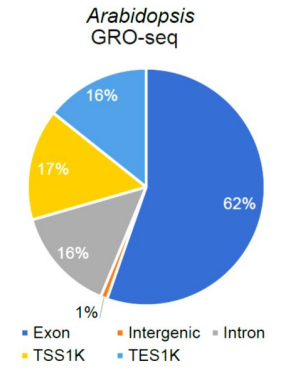 Arabidopsis
GRO-seq
16%
17%
62%
16%
1%
Exon Intergenic Intron
TSS1K TES1K